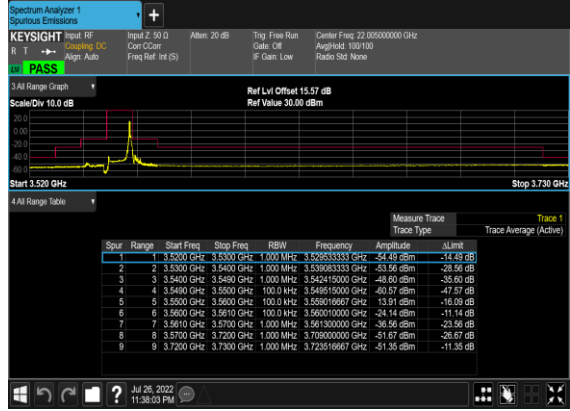 Spectrum Analyzer 1
Spurious Emissions
KEYSIGHT Input: RF Input Z: 50 Ω Atten: 20 dB Trig: Free Run Center Freq: 22.005000000 GHz
R T Coupling: DC Corr CCorr Gate: Off Avg|Hold: 100/100
Align: Auto Freq Ref: Int (S) IF Gain: Low Radio Std: None
PASS
3 All Range Graph
Ref Lvl Offset 15.57 dB
Scale/Div 10.0 dB Ref Value 30.00 dBm
20.0
0.00
-20.0
-40.0
-60.0
Start 3.520 GHz Stop 3.730 GHz
4 All Range Table
Measure Trace Trace 1
Trace Type Trace Average (Active)
Spur Range Start Freq Stop Freq RBW Frequency Amplitude ΔLimit
1 1 3.5200 GHz 3.5300 GHz 1.000 MHz 3.529533333 GHz -54.49 dBm -14.49 dB
2 2 3.5300 GHz 3.5400 GHz 1.000 MHz 3.539083333 GHz -53.56 dBm -28.56 dB
3 3 3.5400 GHz 3.5490 GHz 1.000 MHz 3.542415000 GHz -48.60 dBm -35.60 dB
4 4 3.5490 GHz 3.5500 GHz 100.0 kHz 3.549515000 GHz -60.57 dBm -47.57 dB
5 5 3.5500 GHz 3.5600 GHz 100.0 kHz 3.559016667 GHz 13.91 dBm -16.09 dB
6 6 3.5600 GHz 3.5610 GHz 100.0 kHz 3.560010000 GHz -24.14 dBm -11.14 dB
7 7 3.5610 GHz 3.5700 GHz 1.000 MHz 3.561300000 GHz -36.56 dBm -23.56 dB
8 8 3.5700 GHz 3.7200 GHz 1.000 MHz 3.709000000 GHz -51.67 dBm -26.67 dB
9 9 3.7200 GHz 3.7300 GHz 1.000 MHz 3.723516667 GHz -51.35 dBm -11.35 dB
Jul 26, 2022
11:38:03 PM